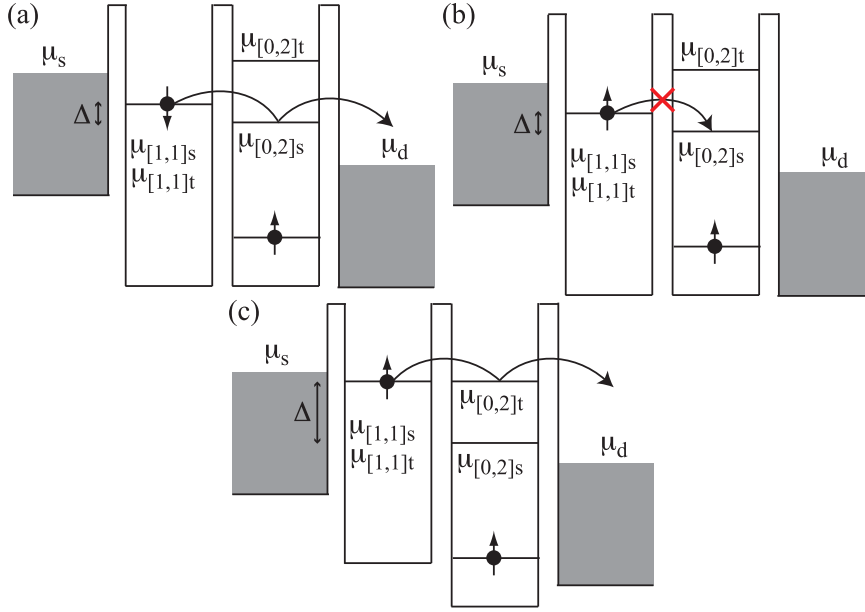 (a)
μ[0,2]t
μs
Δ
μ[1,1]s
μ[1,1]t
μ[0,2]s
μd
(b)
μ[0,2]t
μs
Δ
μ[1,1]s
μ[1,1]t
μ[0,2]s
μd
(c)
μs
Δ
μ[0,2]t
μ[1,1]s
μ[1,1]t
μ[0,2]s
μd